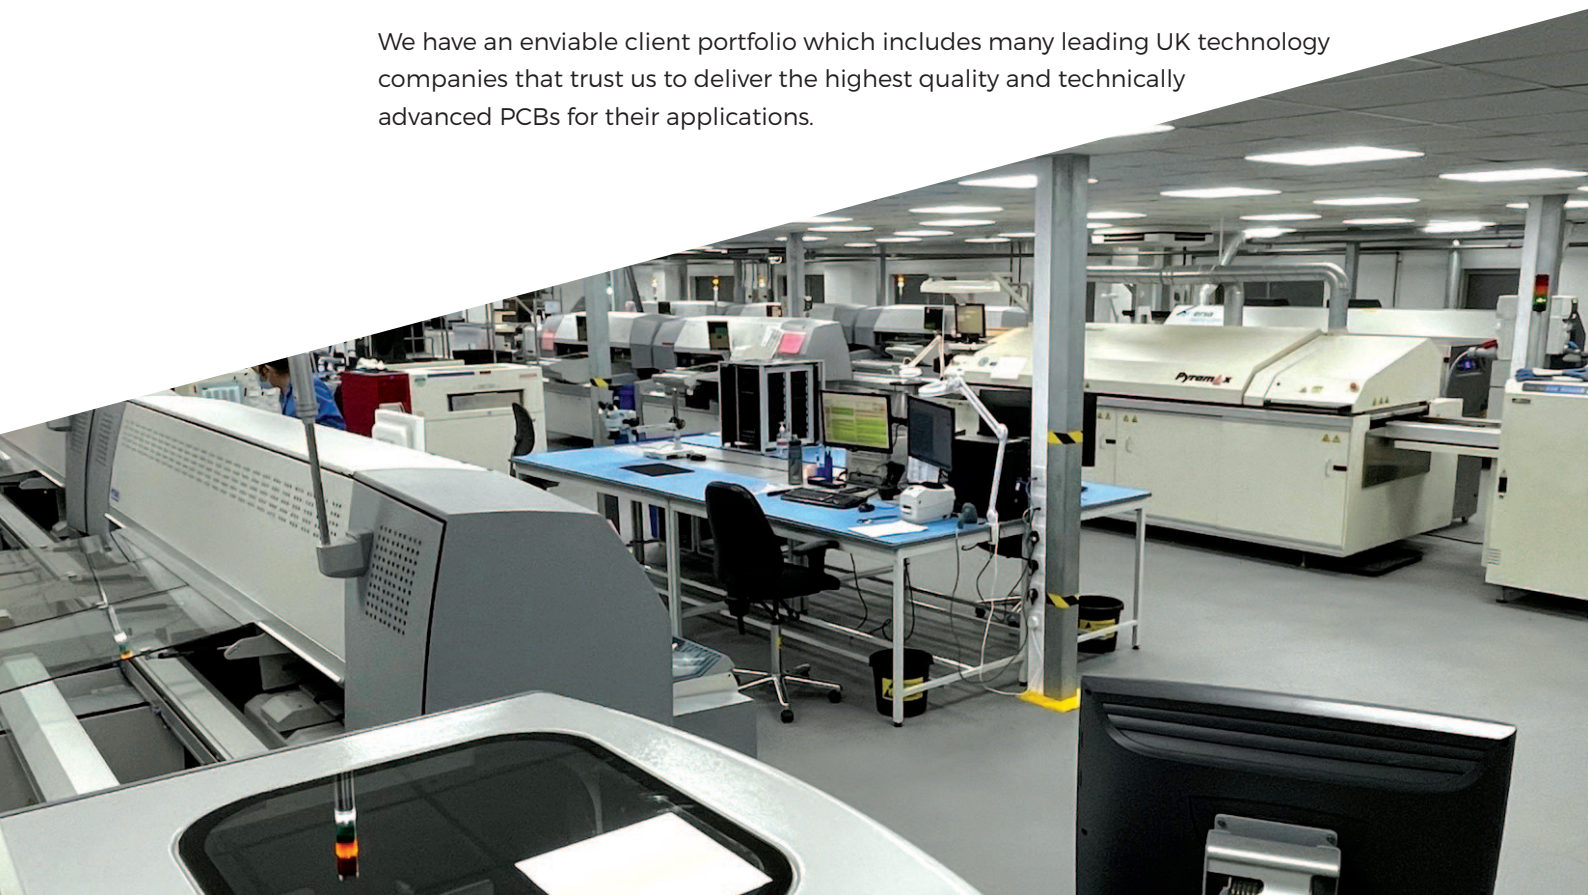 We have an enviable client portfolio which includes many leading UK technology
companies that trust us to deliver the highest quality and technically
advanced PCBs for their applications.
ersa
Pyramax